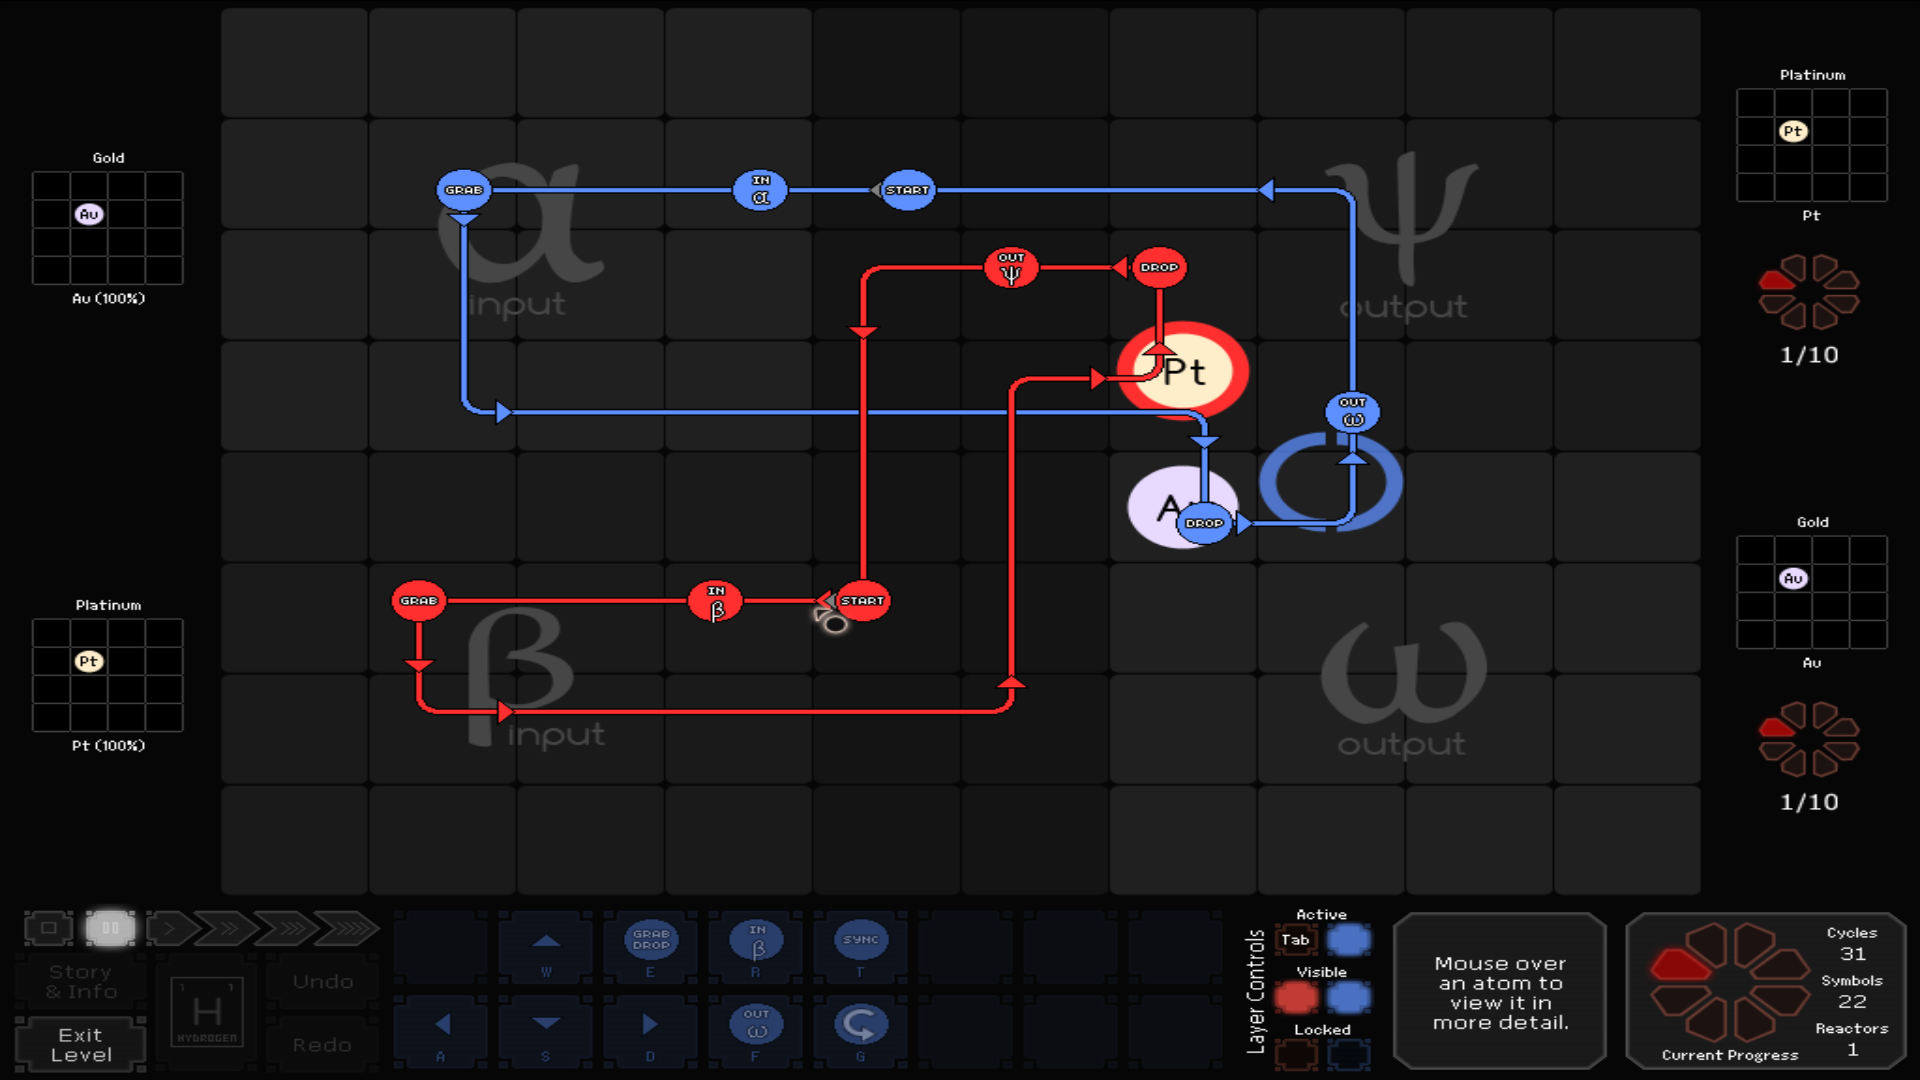 Platinum
Pt
Pt
1/10
Gold
Au
Au (100%)
α
input
ψ
output
GRAB
IN
α
START
OUT
ψ
DROP
Pt
OUT
ω
DROP
Gold
Au
Au
1/10
Platinum
Pt
Pt (100%)
GRAB
IN
β
START
β
input
ω
output
Story
& Info
Exit
Level
1 1
H
HYDROGEN
Undo
Redo
W
GRAB
DROP
E
IN
β
R
SYNC
T
A
S
D
OUT
ω
F
G
Layer Controls
Active
Tab
Visible
Locked
Mouse over
an atom to
view it in
more detail.
Cycles
31
Symbols
22
Reactors
1
Current Progress